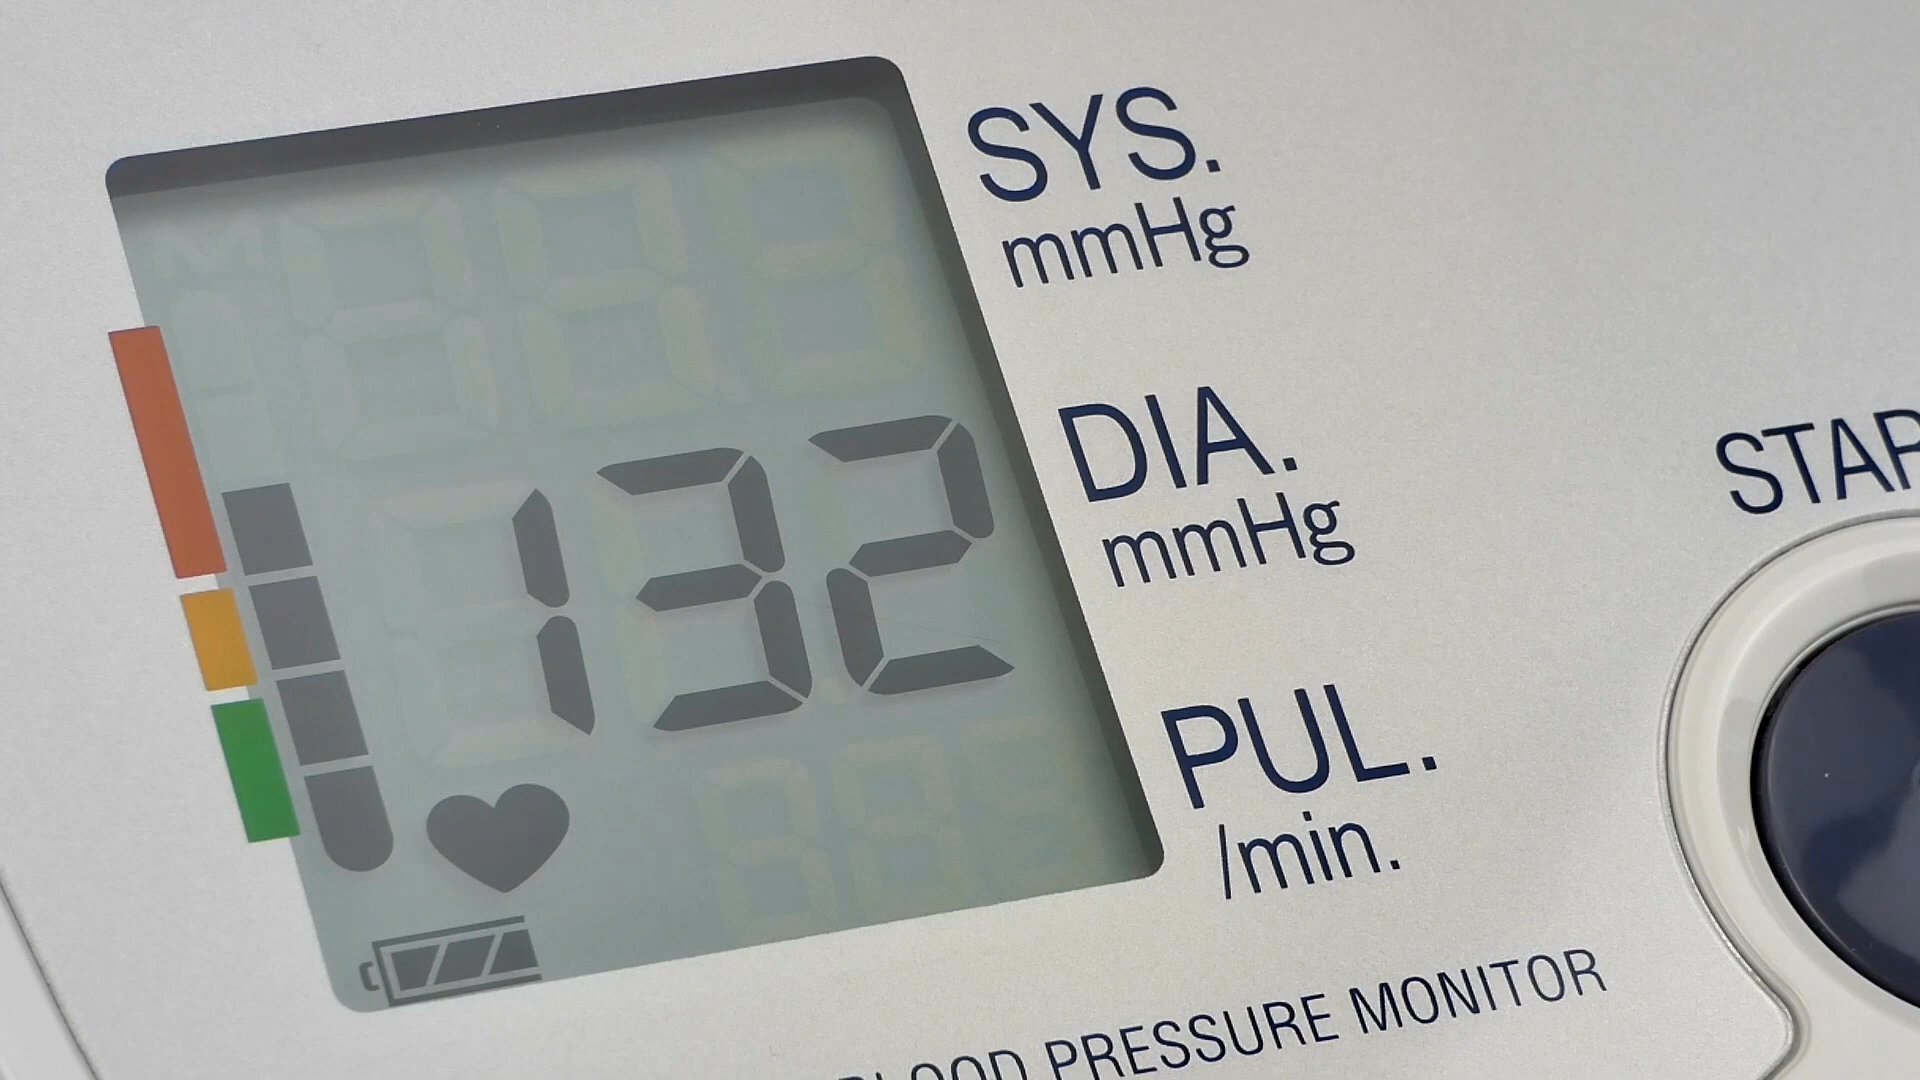 SYS.
mmHg
132
DIA.
mmHg
PUL.
/min.
STAR
BLOOD PRESSURE MONITOR